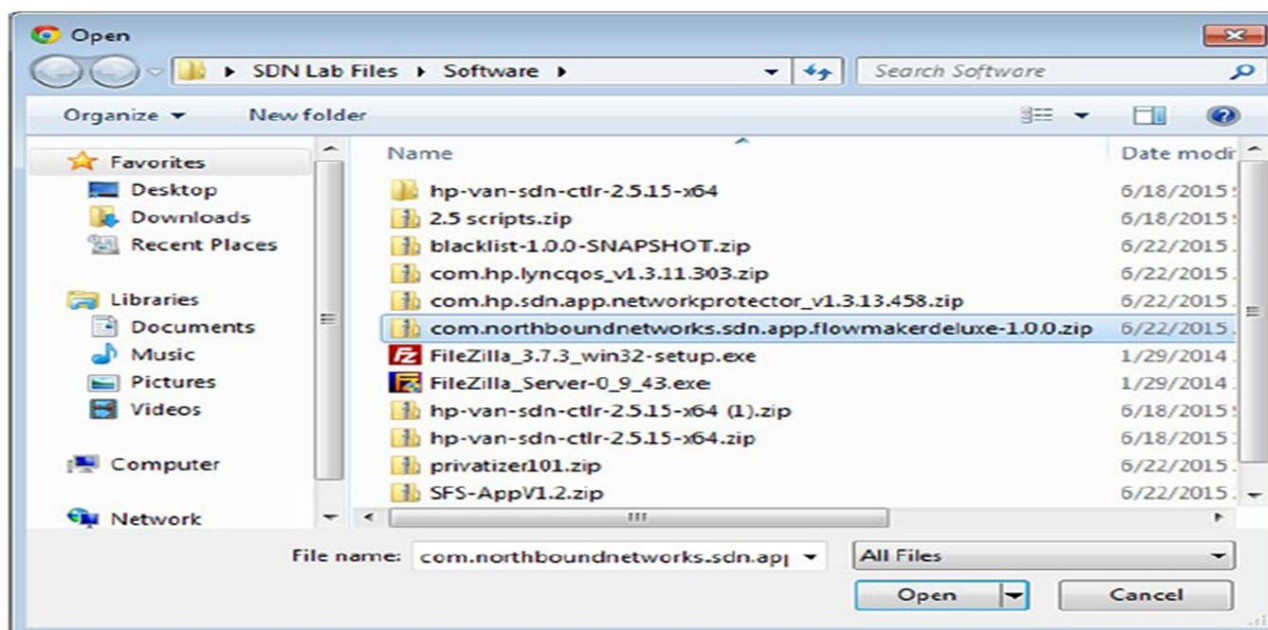 Open
SDN Lab Files Software Search Software
Organize New folder
Favorites
Desktop
Downloads
Recent Places
Libraries
Documents
Music
Pictures
Videos
Computer
Network
Name Date modi
hp-van-sdn-ctlr-2.5.15-x64 6/18/2015
2.5 scripts.zip 6/18/2015
blacklist-1.0.0-SNAPSHOT.zip 6/22/2015
com.hp.lyncqos_v1.3.11.303.zip 6/22/2015
com.hp.sdn.app.networkprotector_v1.3.13.458.zip 6/22/2015
com.northboundnetworks.sdn.app.flowmakerdeluxe-1.0.0.zip 6/22/2015
FileZilla_3.7.3_win32-setup.exe 1/29/2014
FileZilla_Server-0_9_43.exe 1/29/2014
hp-van-sdn-ctlr-2.5.15-x64 (1).zip 6/18/2015
hp-van-sdn-ctlr-2.5.15-x64.zip 6/18/2015
privatizer101.zip 6/22/2015
SFS-AppV1.2.zip 6/22/2015
File name: com.northboundnetworks.sdn.ap All Files
Open Cancel